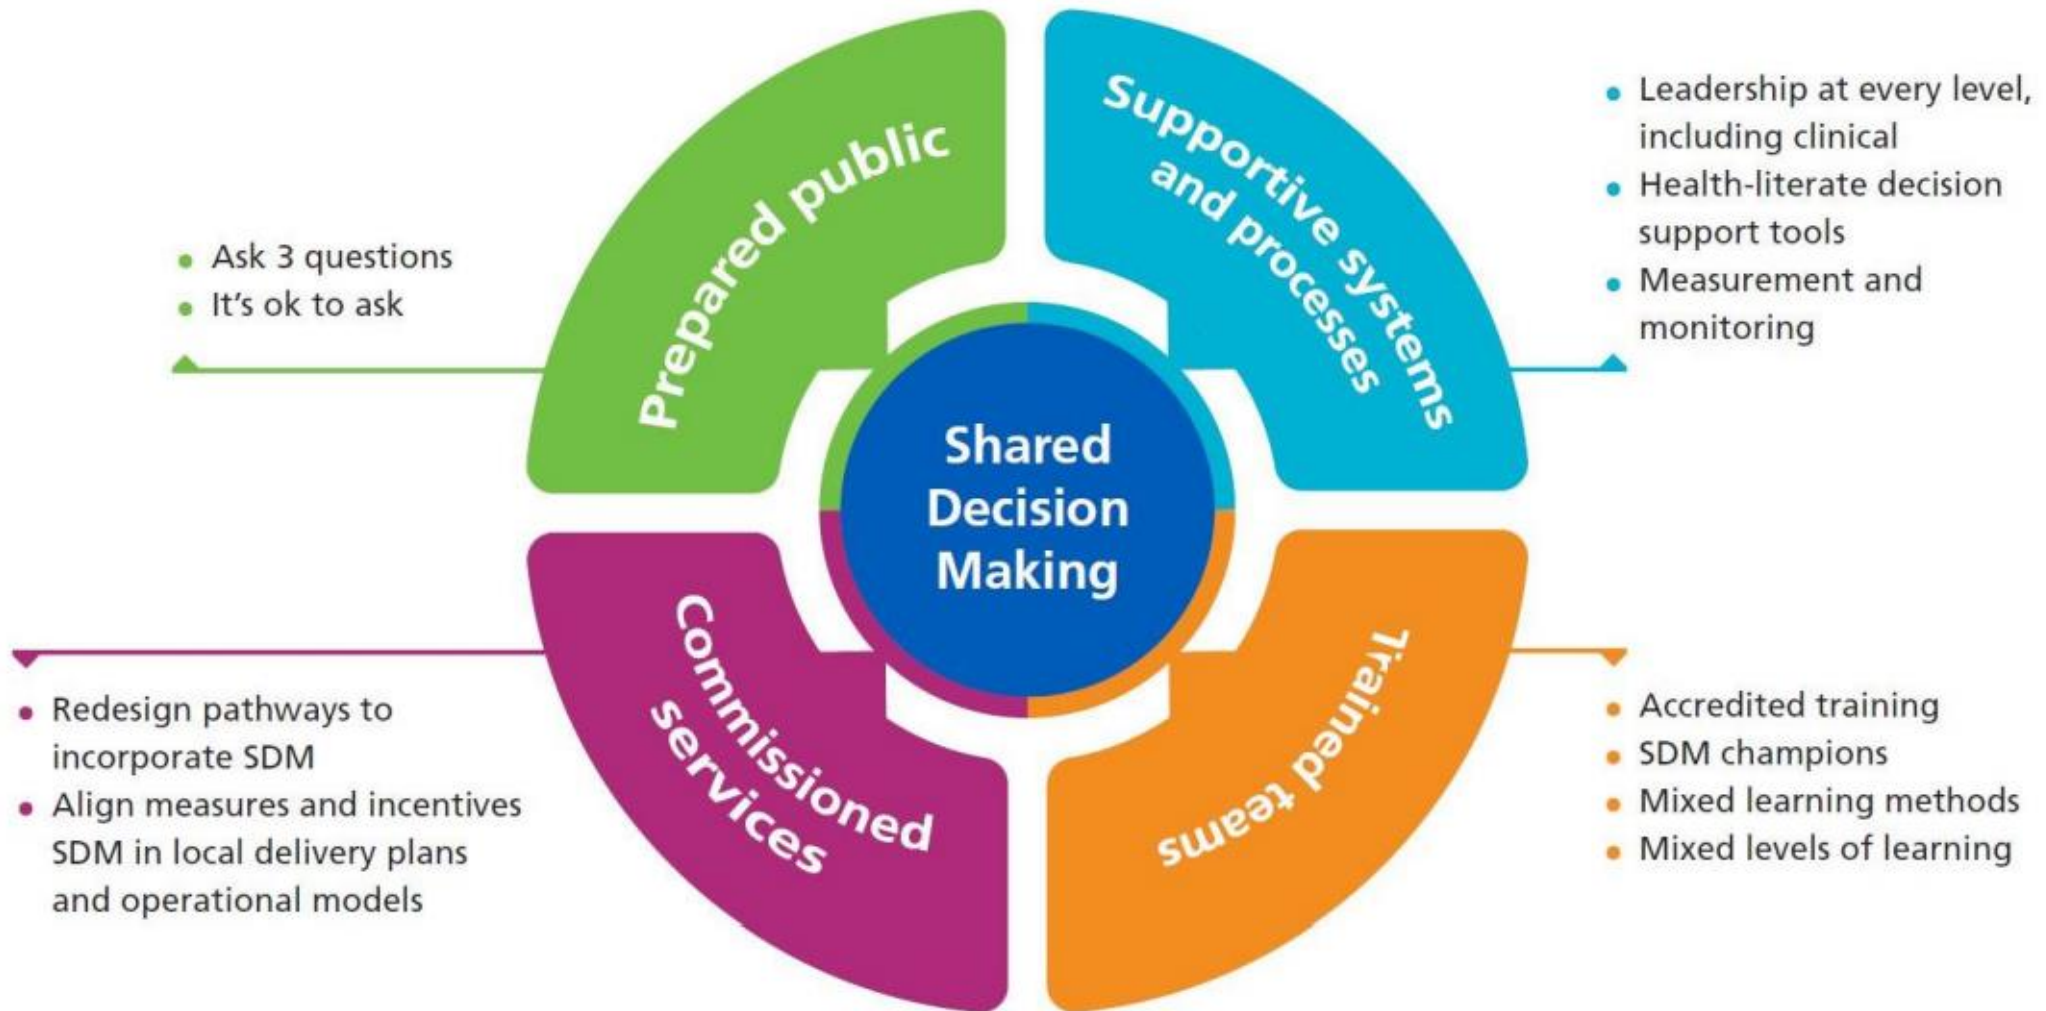 Prepared public
Ask 3 questions
It's ok to ask
Supportive systems
and processes
Leadership at every level,
including clinical
Health-literate decision
support tools
Measurement and
monitoring
Shared
Decision
Making
Commissioned
services
Redesign pathways to
incorporate SDM
Align measures and incentives
SDM in local delivery plans
and operational models
Trained teams
Accredited training
SDM champions
Mixed learning methods
Mixed levels of learning